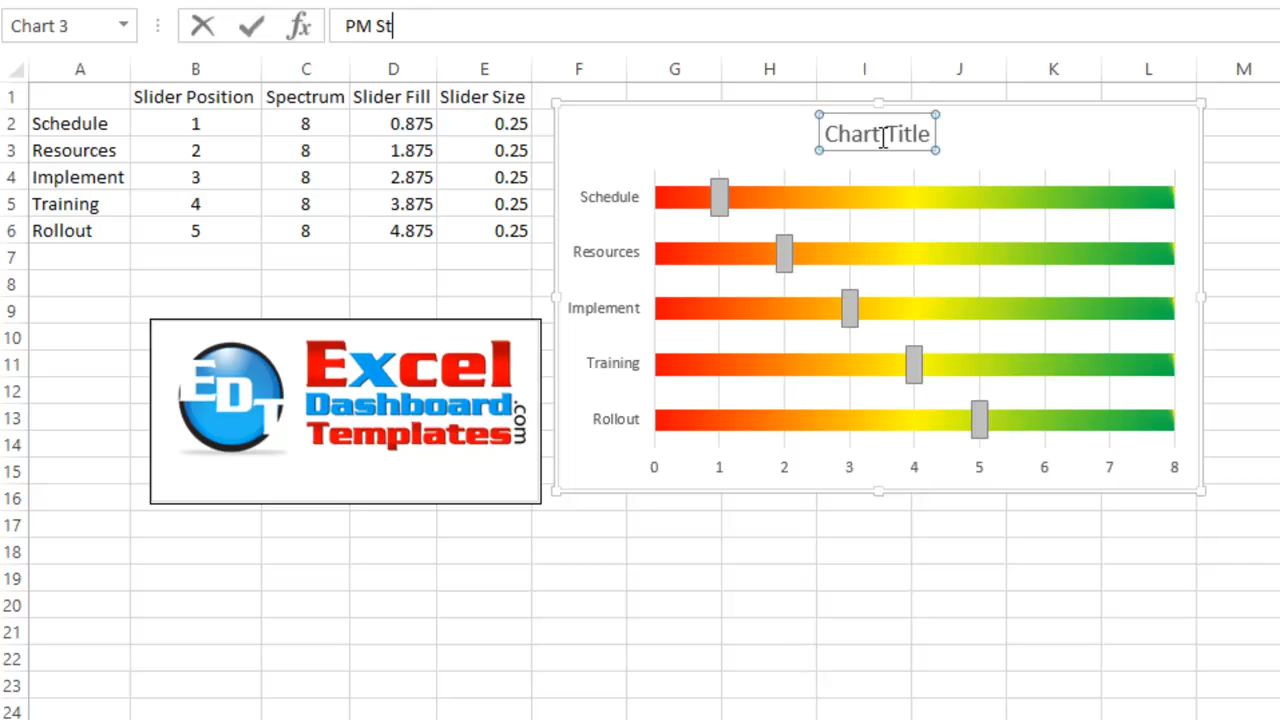 Chart 3
fx
PM St
A B C D E F G H I J K L M
1 Slider Position Spectrum Slider Fill Slider Size
2 Schedule 1 8 0.875 0.25
3 Resources 2 8 1.875 0.25
4 Implement 3 8 2.875 0.25
5 Training 4 8 3.875 0.25
6 Rollout 5 8 4.875 0.25
7
8
9
10
11
12
13
14
15
16
17
18
19
20
21
22
23
24
EDT
Excel
Dashboard
Templates
.com
Chart Title
Schedule
Resources
Implement
Training
Rollout
0 1 2 3 4 5 6 7 8